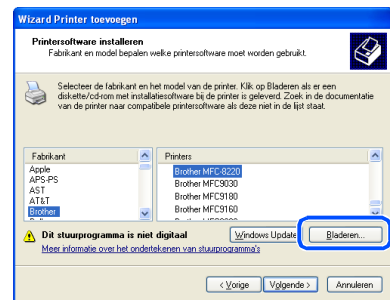 Wizard Printer toevoegen
Printersoftware installeren
Fabrikant en model bepalen welke printersoftware moet worden gebruikt.
Selecteer de fabrikant en het model van de printer. Klik op Bladeren als er een
diskette/cd-rom met installatiesoftware bij de printer is geleverd. Zoek in de documentatie
van de printer naar compatibele printersoftware als deze niet in de lijst staat.
Fabrikant
Apple
APS-PS
AST
AT&T
Brother
Printers
Brother MFC-8220
Brother MFC9030
Brother MFC9180
Brother MFC9160
Dit stuurprogramma is niet digitaal
Meer informatie over het ondertekenen van stuurprogramma's
Windows Update
Bladeren...
< Vorige
Volgende >
Annuleren